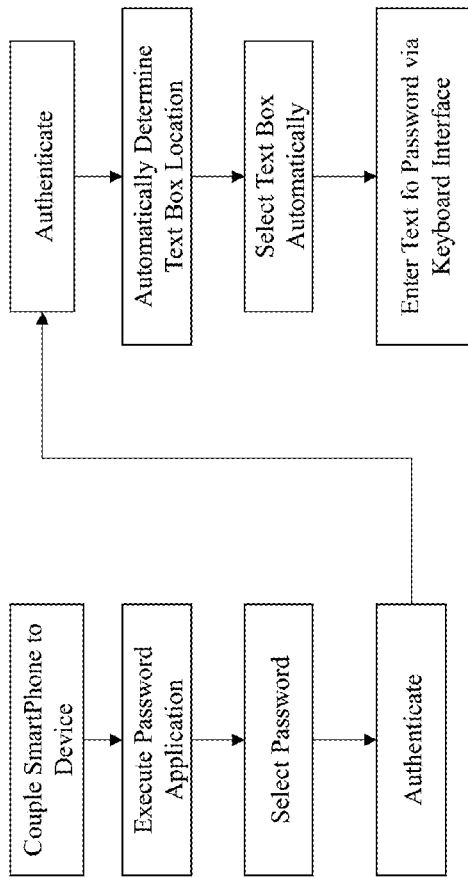 Couple SmartPhone to
Device
Execute Password
Application
Select Password
Authenticate
Authenticate
Automatically Determine
Text Box Location
Select Text Box
Automatically
Enter Text fo Password via
Keyboard Interface